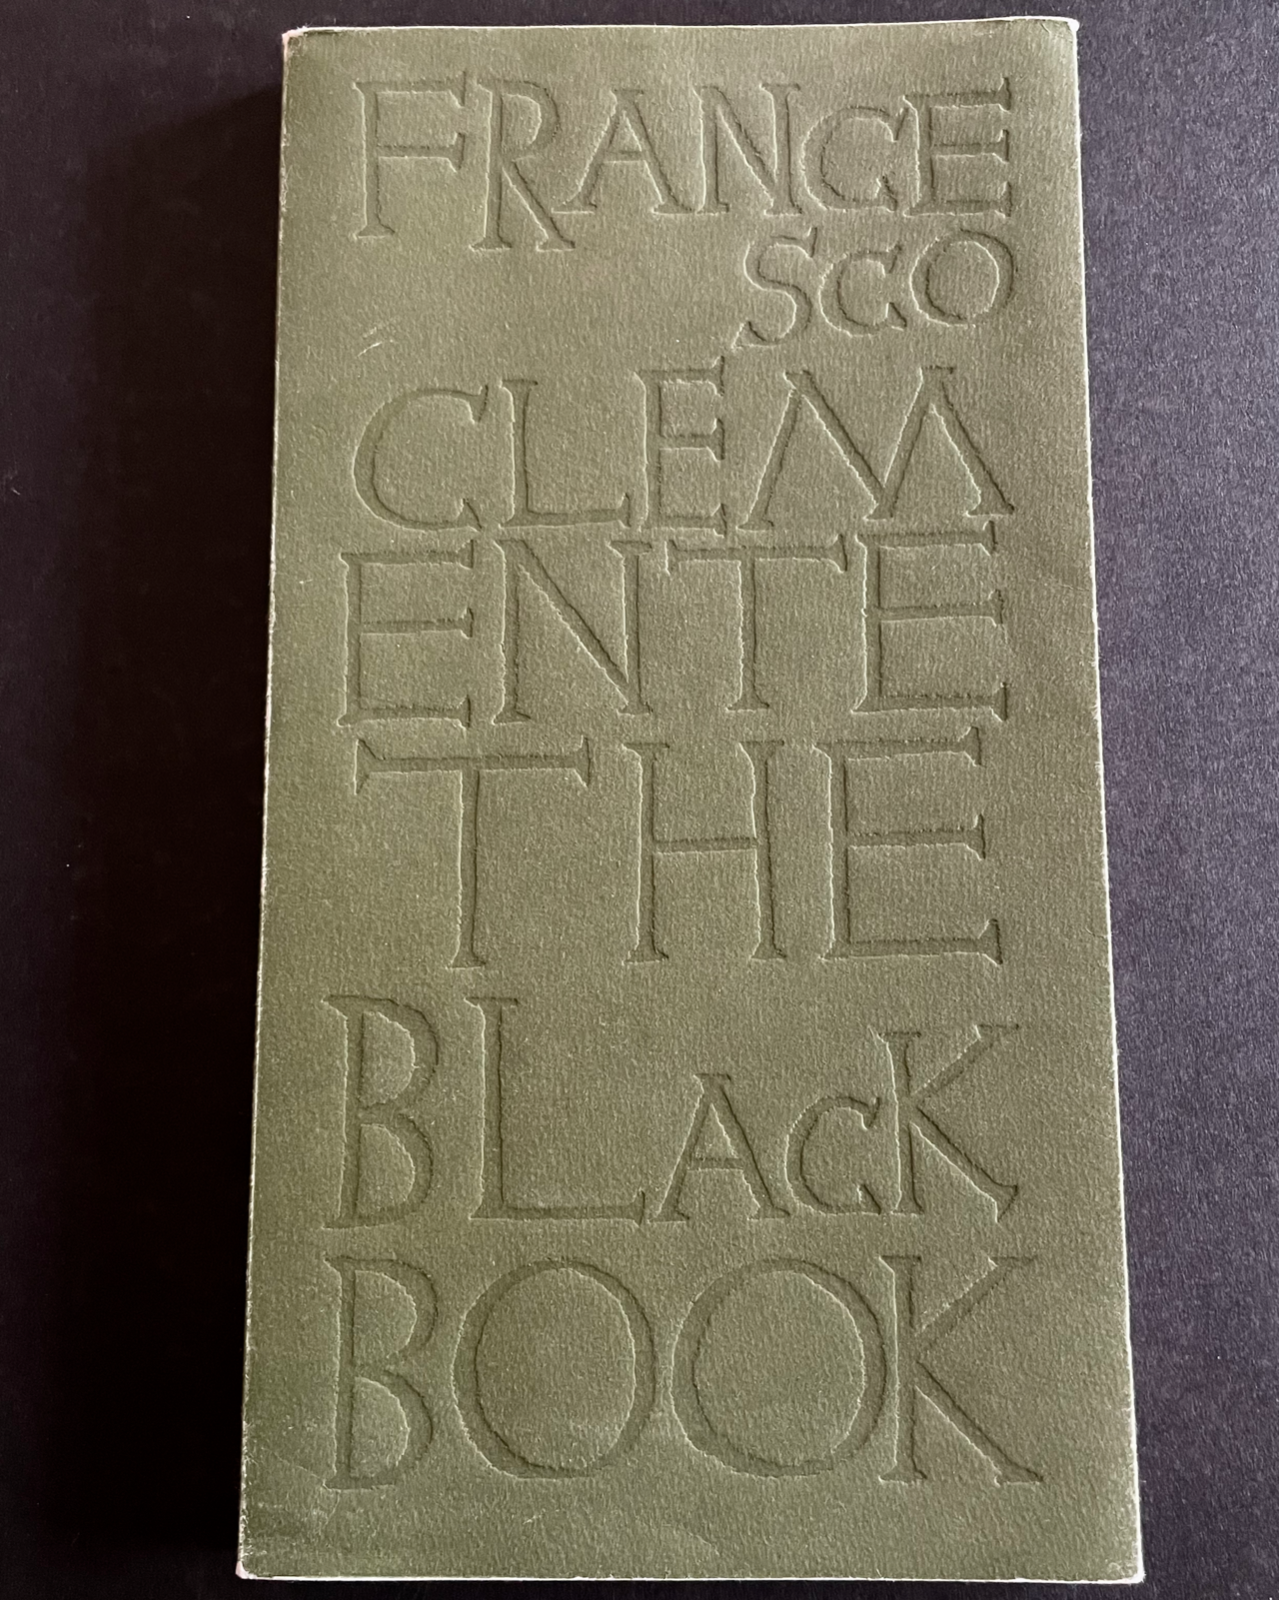 FRANCE
SCO
CLEM
ENTE
THE
BLACK
BOOK